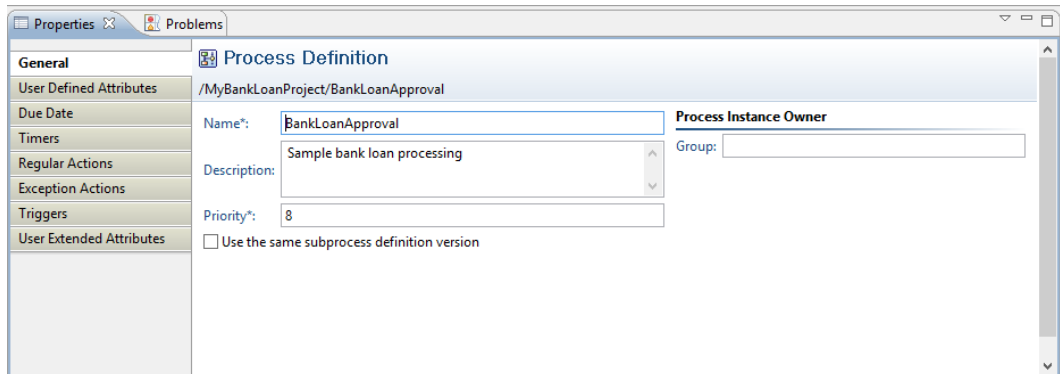 Properties
Problems
General
User Defined Attributes
Due Date
Timers
Regular Actions
Exception Actions
Triggers
User Extended Attributes
Process Definition
/MyBankLoanProject/BankLoanApproval
Name*: BankLoanApproval
Description: Sample bank loan processing
Priority*: 8
Use the same subprocess definition version
Process Instance Owner
Group: